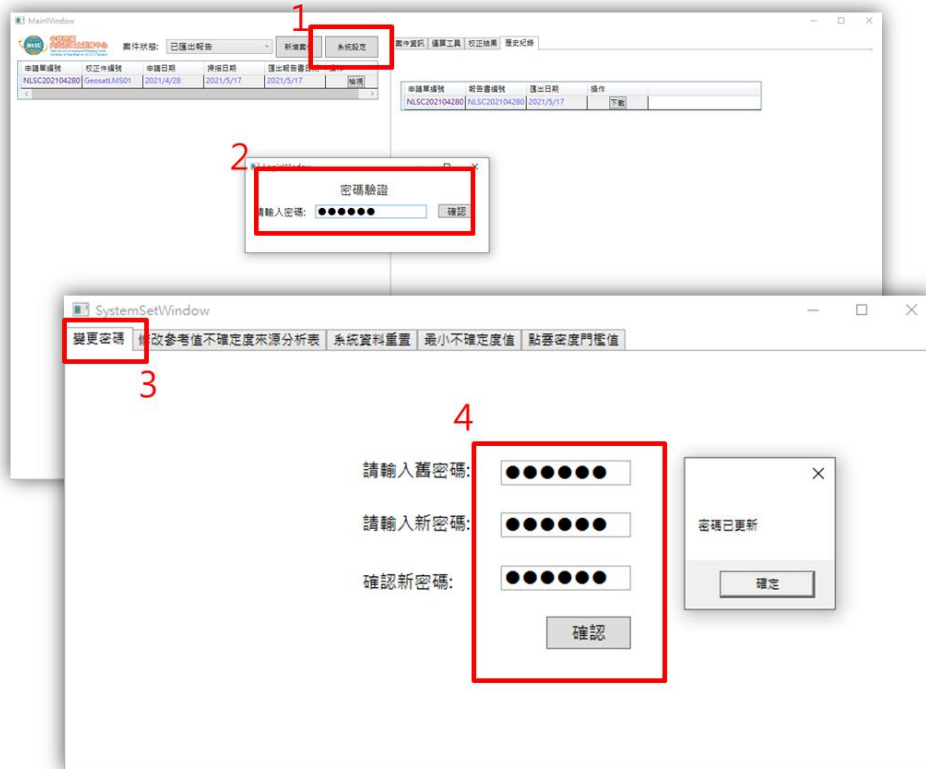 MainWindow
1
NLSC
案件狀態: 已匯出報告 新增案件 系統設定
案件資訊 運算工具 校正結果 歷史紀錄
申請單編號 校正件編號 申請日期 掃描日期 匯出報告書日期 操作
NLSC202104280 GeosatLMS01 2021/4/28 2021/5/17 2021/5/17 檢視
申請單編號 報告書編號 匯出日期 操作
NLSC202104280 NLSC202104280 2021/5/17 下載
2
LoginWindow
密碼驗證
請輸入密碼: ●●●●●● 確認
SystemSetWindow
變更密碼 修改參考值不確定度來源分析表 系統資料重置 最小不確定度值 點雲密度門檻值
3
4
請輸入舊密碼: ●●●●●●
請輸入新密碼: ●●●●●●
確認新密碼: ●●●●●●
確認
密碼已更新
確定